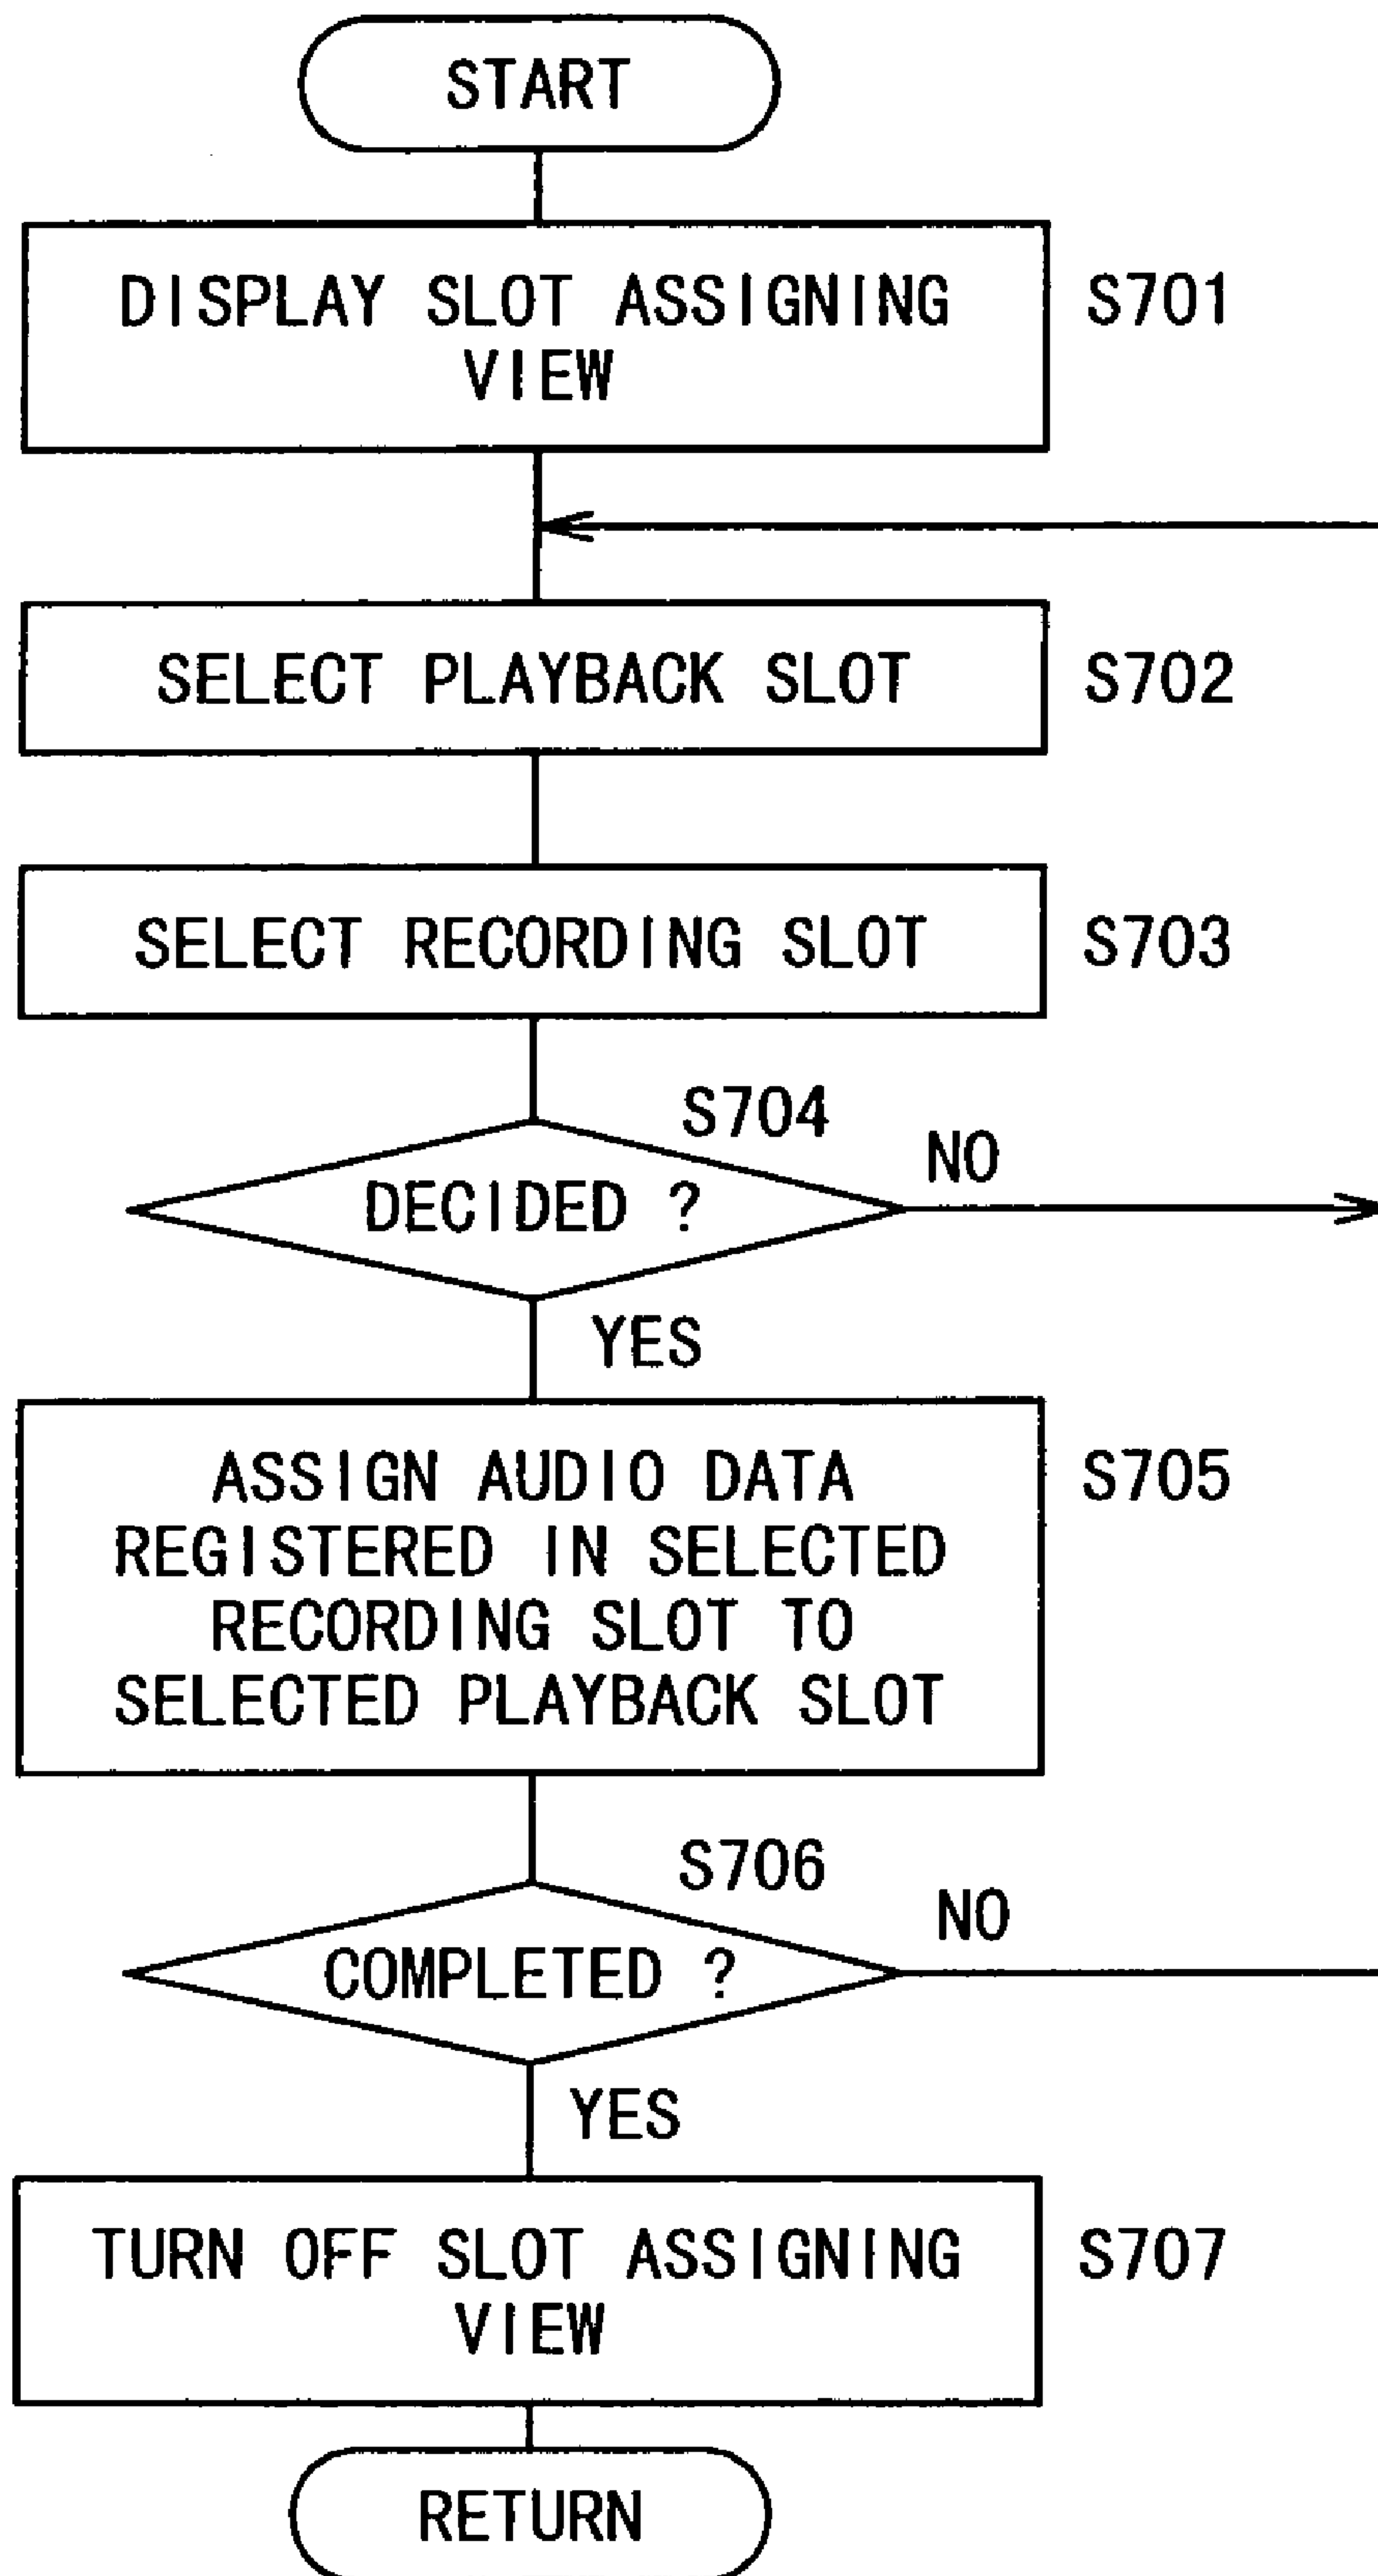 START
DISPLAY SLOT ASSIGNING
VIEW
S701
SELECT PLAYBACK SLOT
S702
SELECT RECORDING SLOT
S703
S704
DECIDED ?
NO
YES
ASSIGN AUDIO DATA
REGISTERED IN SELECTED
RECORDING SLOT TO
SELECTED PLAYBACK SLOT
S705
S706
COMPLETED ?
NO
YES
TURN OFF SLOT ASSIGNING
VIEW
S707
RETURN